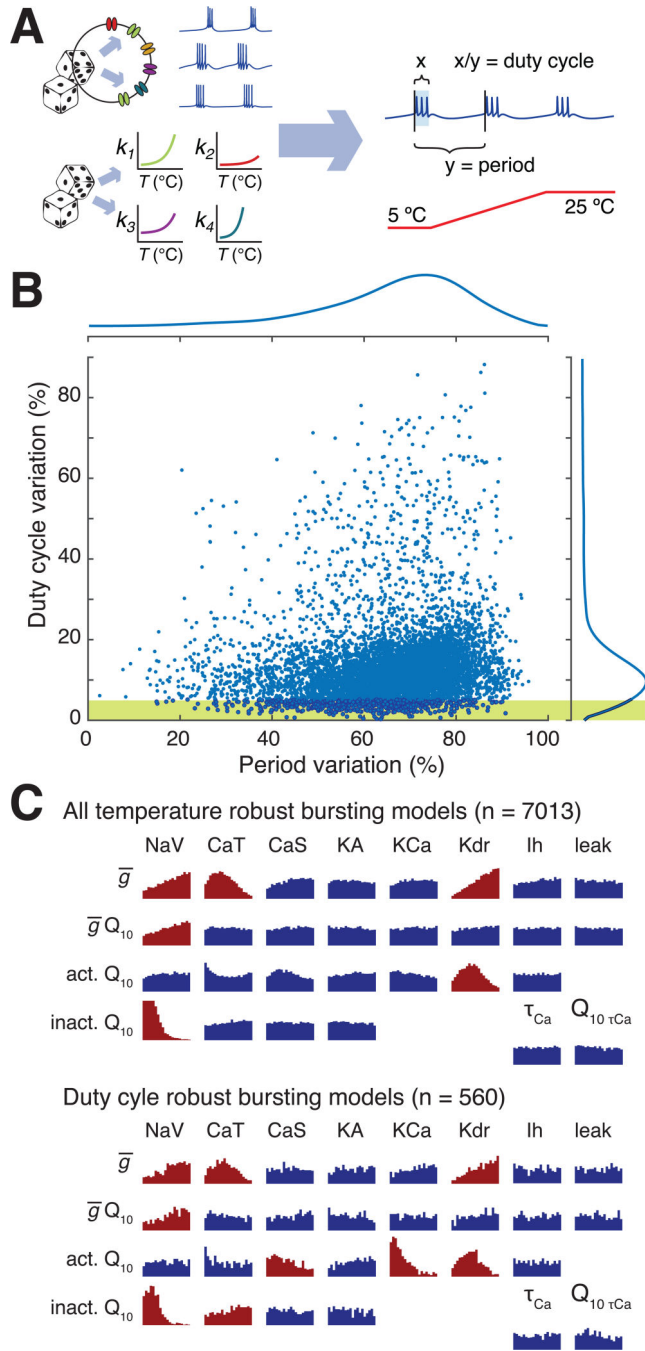 A
x x/y = duty cycle
y = period
5 ºC
25 ºC
k1 k2
T (°C) T (°C)
k3 k4
T (°C) T (°C)
B
Duty cycle variation (%)
80
60
40
20
0
0 20 40 60 80 100
Period variation (%)
C
All temperature robust bursting models (n = 7013)
NaV CaT CaS KA KCa Kdr Ih leak
g̅
g̅ Q10
act. Q10
inact. Q10
τCa Q10 τCa
Duty cyle robust bursting models (n = 560)
NaV CaT CaS KA KCa Kdr Ih leak
g̅
g̅ Q10
act. Q10
inact. Q10
τCa Q10 τCa